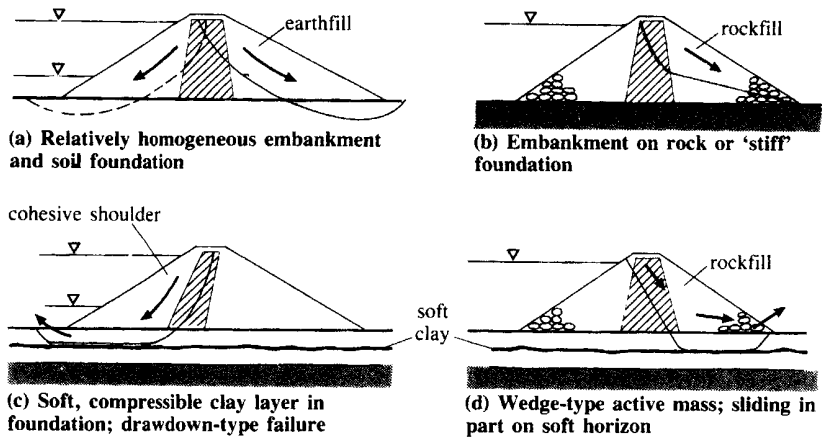 earthfill
rockfill
(a) Relatively homogeneous embankment
and soil foundation
(b) Embankment on rock or ‘stiff’
foundation
cohesive shoulder
rockfill
soft
clay
(c) Soft, compressible clay layer in
foundation; drawdown-type failure
(d) Wedge-type active mass; sliding in
part on soft horizon